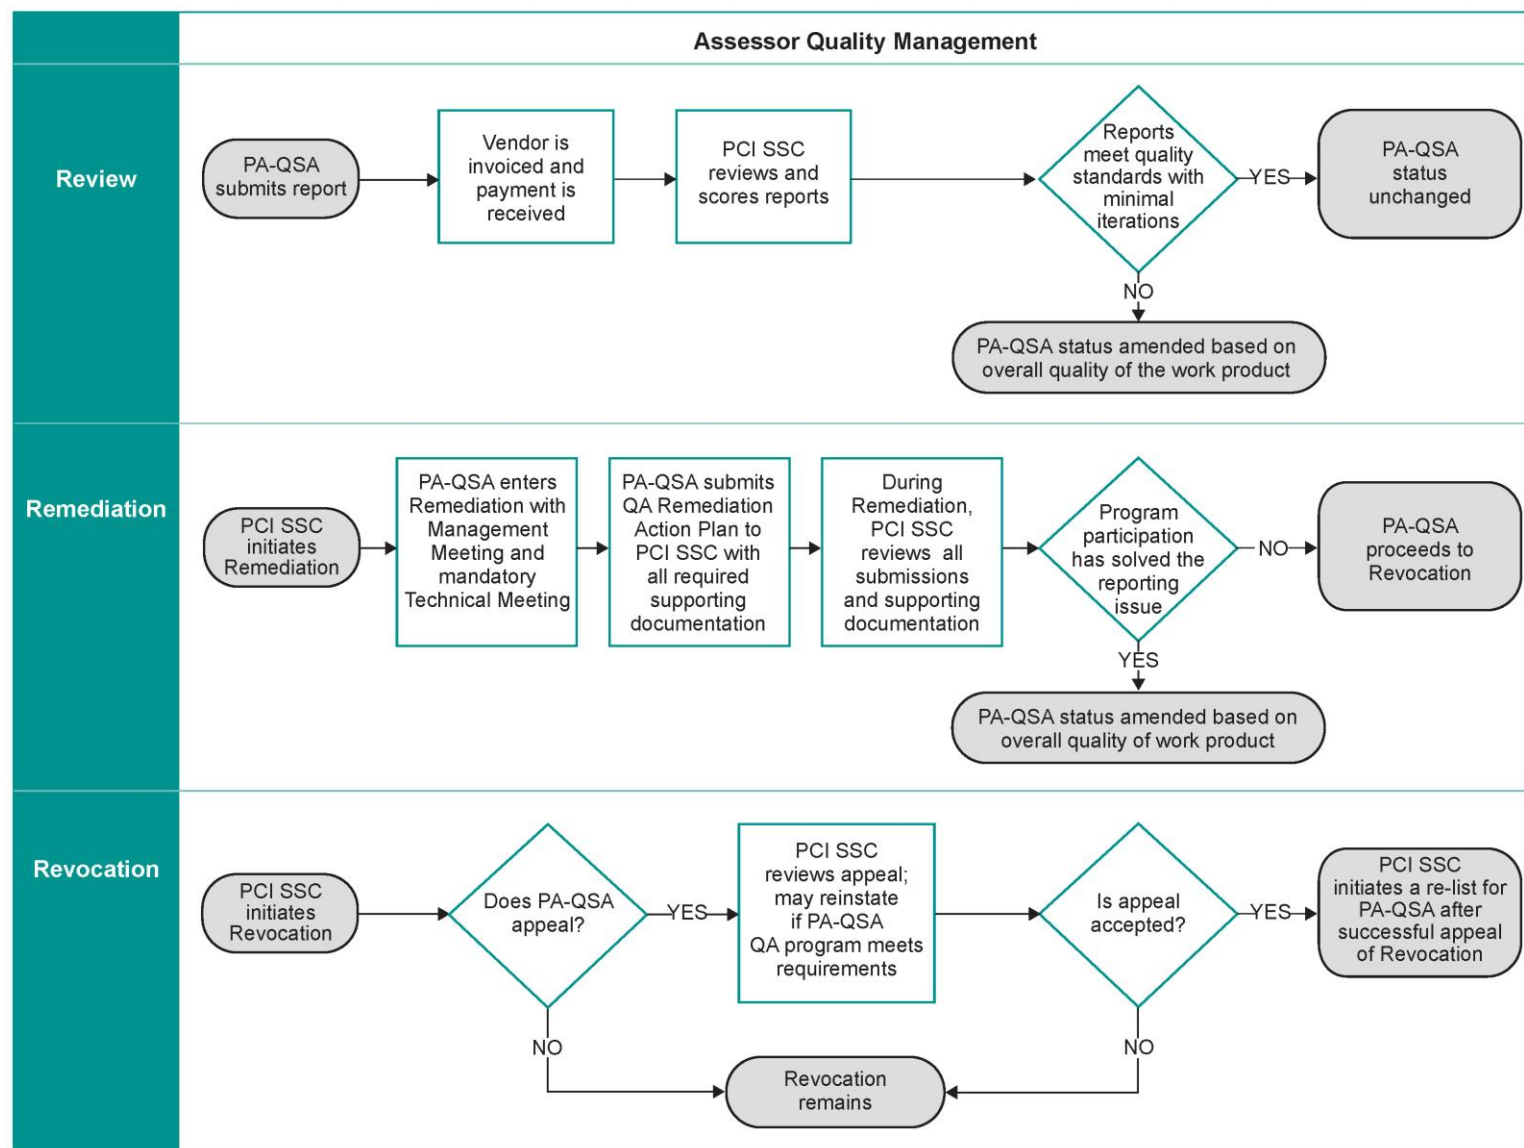 Assessor Quality Management
Review
PA-QSA
submits report
Vendor is
invoiced and
payment is
received
PCI SSC
reviews and
scores reports
Reports
meet quality
standards with
minimal
iterations
YES
PA-QSA
status
unchanged
NO
PA-QSA status amended based on
overall quality of the work product
Remediation
PCI SSC
initiates
Remediation
PA-QSA enters
Remediation with
Management
Meeting and
mandatory
Technical Meeting
PA-QSA submits
QA Remediation
Action Plan to
PCI SSC with
all required
supporting
documentation
During
Remediation,
PCI SSC
reviews all
submissions
and supporting
documentation
Program
participation
has solved the
reporting
issue
NO
PA-QSA
proceeds to
Revocation
YES
PA-QSA status amended based on
overall quality of work product
Revocation
PCI SSC
initiates
Revocation
Does PA-QSA
appeal?
YES
PCI SSC
reviews appeal;
may reinstate
if PA-QSA
QA program meets
requirements
Is appeal
accepted?
YES
PCI SSC
initiates a re-list for
PA-QSA after
successful appeal
of Revocation
NO
NO
Revocation
remains